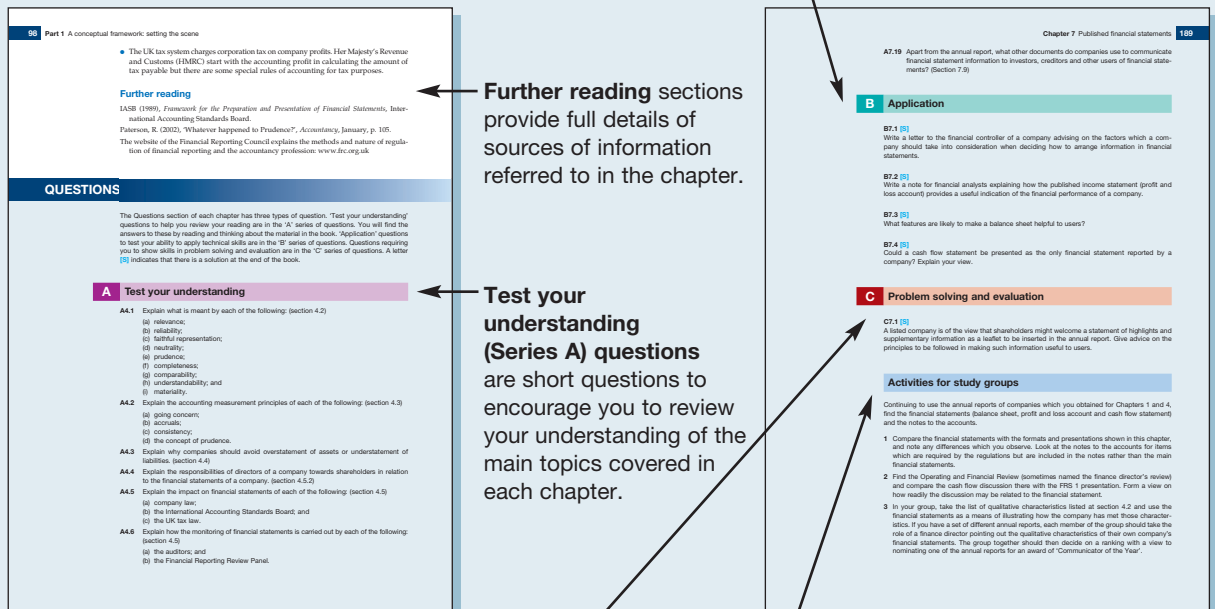 98 Part 1 A conceptual framework: setting the scene
• The UK tax system charges corporation tax on company profits. Her Majesty's Revenue
and Customs (HMRC) start with the accounting profit in calculating the amount of
tax payable but there are some special rules of accounting for tax purposes.
Further reading
IASB (1989), Framework for the Preparation and Presentation of Financial Statements, Inter-
national Accounting Standards Board.
Paterson, R. (2002), 'Whatever happened to Prudence?', Accountancy, January, p. 105.
The website of the Financial Reporting Council explains the methods and nature of regula-
tion of financial reporting and the accountancy profession: www.frc.org.uk
QUESTIONS
The Questions section of each chapter has three types of question. 'Test your understanding'
questions to help you review your reading are in the 'A' series of questions. You will find the
answers to these by reading and thinking about the material in the book. 'Application' questions
to test your ability to apply technical skills are in the 'B' series of questions. Questions requiring
you to show skills in problem solving and evaluation are in the 'C' series of questions. A letter
[S] indicates that there is a solution at the end of the book.
A Test your understanding
A4.1 Explain what is meant by each of the following: (section 4.2)
(a) relevance;
(b) reliability;
(c) faithful representation;
(d) neutrality;
(e) prudence;
(f) completeness;
(g) comparability;
(h) understandability; and
(i) materiality.
A4.2 Explain the accounting measurement principles of each of the following: (section 4.3)
(a) going concern;
(b) accruals;
(c) consistency;
(d) the concept of prudence.
A4.3 Explain why companies should avoid overstatement of assets or understatement of
liabilities. (section 4.4)
A4.4 Explain the responsibilities of directors of a company towards shareholders in relation
to the financial statements of a company. (section 4.5.2)
A4.5 Explain the impact on financial statements of each of the following: (section 4.5)
(a) company law;
(b) the International Accounting Standards Board; and
(c) the UK tax law.
A4.6 Explain how the monitoring of financial statements is carried out by each of the following:
(section 4.5)
(a) the auditors; and
(b) the Financial Reporting Review Panel.
Further reading sections
provide full details of
sources of information
referred to in the chapter.
Test your
understanding
(Series A) questions
are short questions to
encourage you to review
your understanding of the
main topics covered in
each chapter.
Chapter 7 Published financial statements 189
A7.19 Apart from the annual report, what other documents do companies use to communicate
financial statement information to investors, creditors and other users of financial state-
ments? (Section 7.9)
B Application
B7.1 [S]
Write a letter to the financial controller of a company advising on the factors which a com-
pany should take into consideration when deciding how to arrange information in financial
statements.
B7.2 [S]
Write a note for financial analysts explaining how the published income statement (profit and
loss account) provides a useful indication of the financial performance of a company.
B7.3 [S]
What features are likely to make a balance sheet helpful to users?
B7.4 [S]
Could a cash flow statement be presented as the only financial statement reported by a
company? Explain your view.
C Problem solving and evaluation
C7.1 [S]
A listed company is of the view that shareholders might welcome a statement of highlights and
supplementary information as a leaflet to be inserted in the annual report. Give advice on the
principles to be followed in making such information useful to users.
Activities for study groups
Continuing to use the annual reports of companies which you obtained for Chapters 1 and 4,
find the financial statements (balance sheet, profit and loss account and cash flow statement)
and the notes to the accounts.
1 Compare the financial statements with the formats and presentations shown in this chapter,
and note any differences which you observe. Look at the notes to the accounts for items
which are required by the regulations but are included in the notes rather than the main
financial statements.
2 Find the Operating and Financial Review (sometimes named the finance director's review)
and compare the cash flow discussion there with the FRS 1 presentation. Form a view on
how readily the discussion may be related to the financial statement.
3 In your group, take the list of qualitative characteristics listed at section 4.2 and use the
financial statements as a means of illustrating how the company has met those character-
istics. If you have a set of different annual reports, each member of the group should take the
role of a finance director pointing out the qualitative characteristics of their own company's
financial statements. The group together should then decide on a ranking with a view to
nominating one of the annual reports for an award of 'Communicator of the Year'.